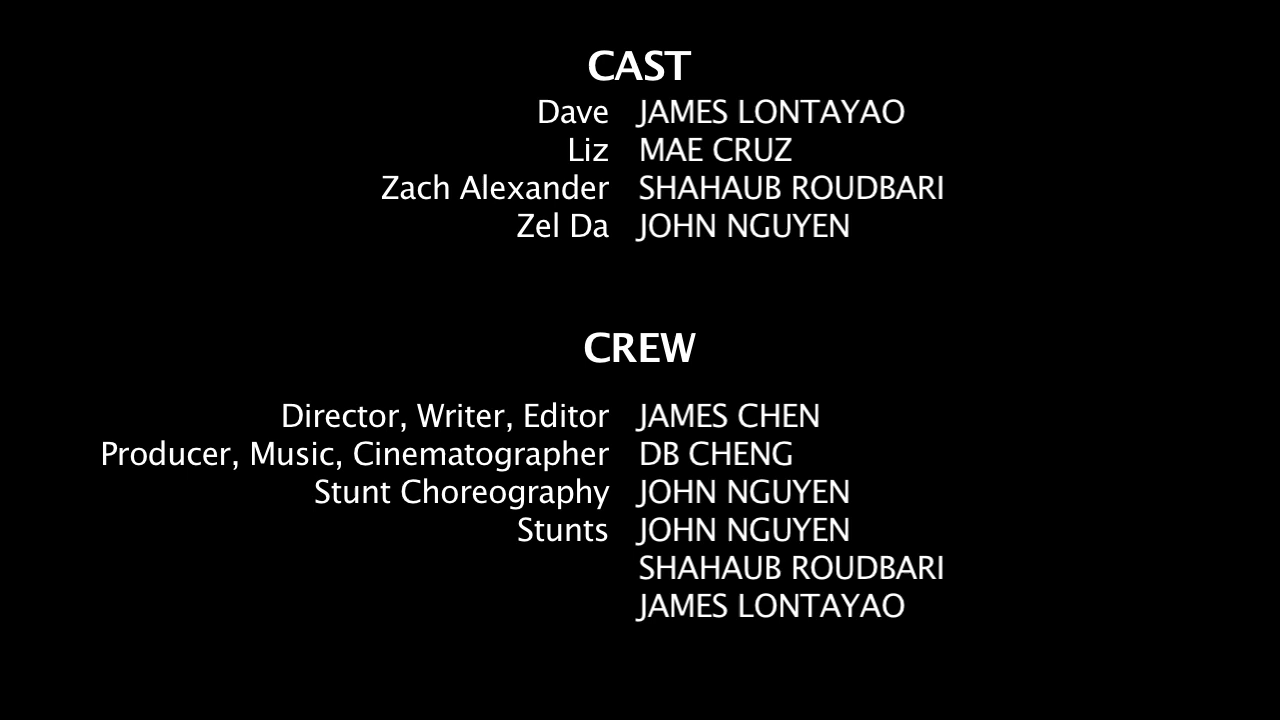 CAST
Dave JAMES LONTAYAO
Liz MAE CRUZ
Zach Alexander SHAHAUB ROUDBARI
Zel Da JOHN NGUYEN
CREW
Director, Writer, Editor JAMES CHEN
Producer, Music, Cinematographer DB CHENG
Stunt Choreography JOHN NGUYEN
Stunts JOHN NGUYEN
SHAHAUB ROUDBARI
JAMES LONTAYAO